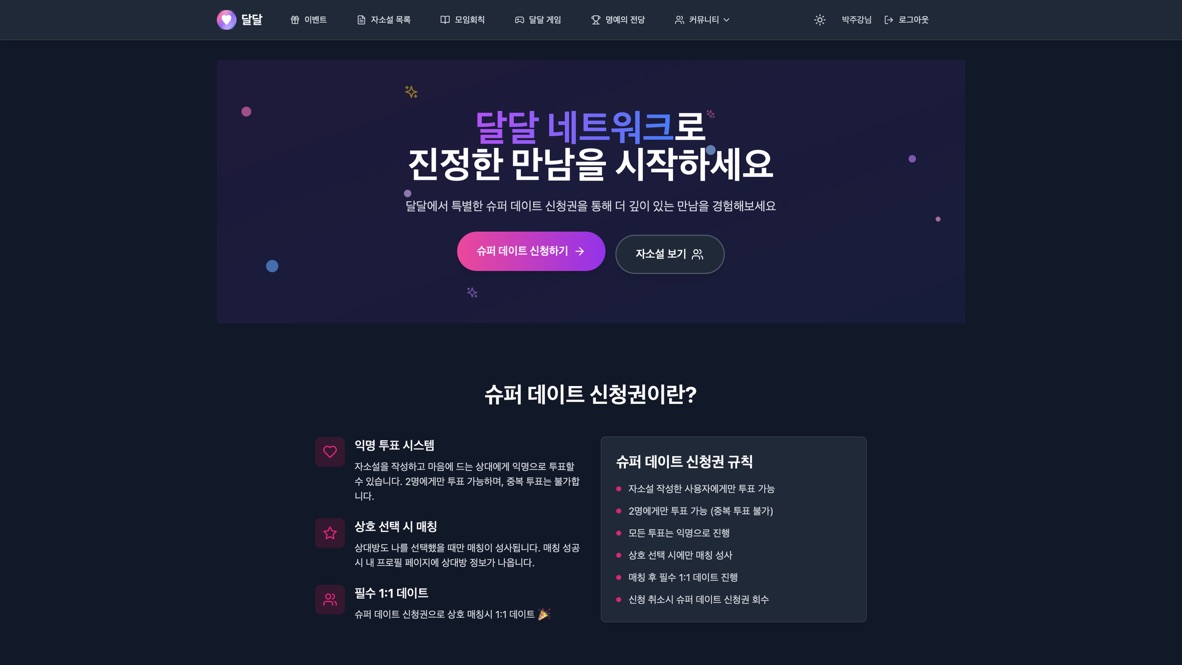 달달
이벤트
자소설 목록
모임회칙
달달 게임
명예의 전당
커뮤니티
박주강님
로그아웃
달달 네트워크로
진정한 만남을 시작하세요
달달에서 특별한 슈퍼 데이트 신청권을 통해 더 깊이 있는 만남을 경험해보세요
슈퍼 데이트 신청하기
자소설 보기
슈퍼 데이트 신청권이란?
익명 투표 시스템
자소설을 작성하고 마음에 드는 상대에게 익명으로 투표할
수 있습니다. 2명에게만 투표 가능하며, 중복 투표는 불가합
니다.
상호 선택 시 매칭
상대방도 나를 선택했을 때만 매칭이 성사됩니다. 매칭 성공
시 내 프로필 페이지에 상대방 정보가 나옵니다.
필수 1:1 데이트
슈퍼 데이트 신청권으로 상호 매칭시 1:1 데이트 🎉
슈퍼 데이트 신청권 규칙
자소설 작성한 사용자에게만 투표 가능
2명에게만 투표 가능 (중복 투표 불가)
모든 투표는 익명으로 진행
상호 선택 시에만 매칭 성사
매칭 후 필수 1:1 데이트 진행
신청 취소시 슈퍼 데이트 신청권 회수